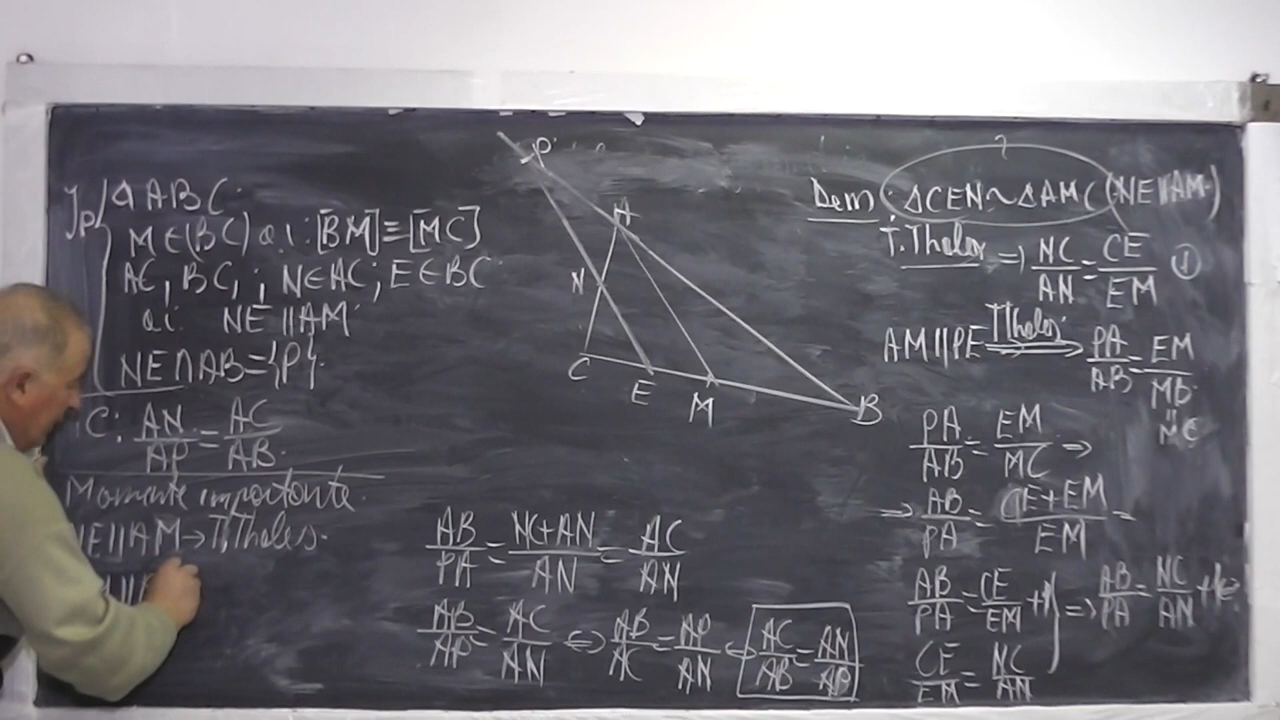 Jp/ ∆ ABC.
M∈(BC) a.i. [BM]≡[MC]
AC, BC, ; N∈AC; E∈BC
a.i. NE || AM
NE ∩ AB={P}.
C: AN/AP = AC/AB.
Momente importante.
NE||AM→T.Thales.
P
A
N
C
E
M
B
AB/PA = NC+AN/AN = AC/AN
AB/AP = AC/AN ⇔ AB/AC = AP/AN ⇔ AC/AB = AN/AP
?
Dem: ∆CEN~∆AMC (NE||AM)
T.Thales ⇒ NC/AN = CE/EM ①
AM||PE T.Thales ⇒ PA/AB = EM/MB
=
MC
PA/AB = EM/MC ⇒
⇒ AB/PA = CE+EM/EM =
AB/PA = CE/EM +1 } ⇒ AB/PA = NC/AN +1
CE/EM = NC/AN